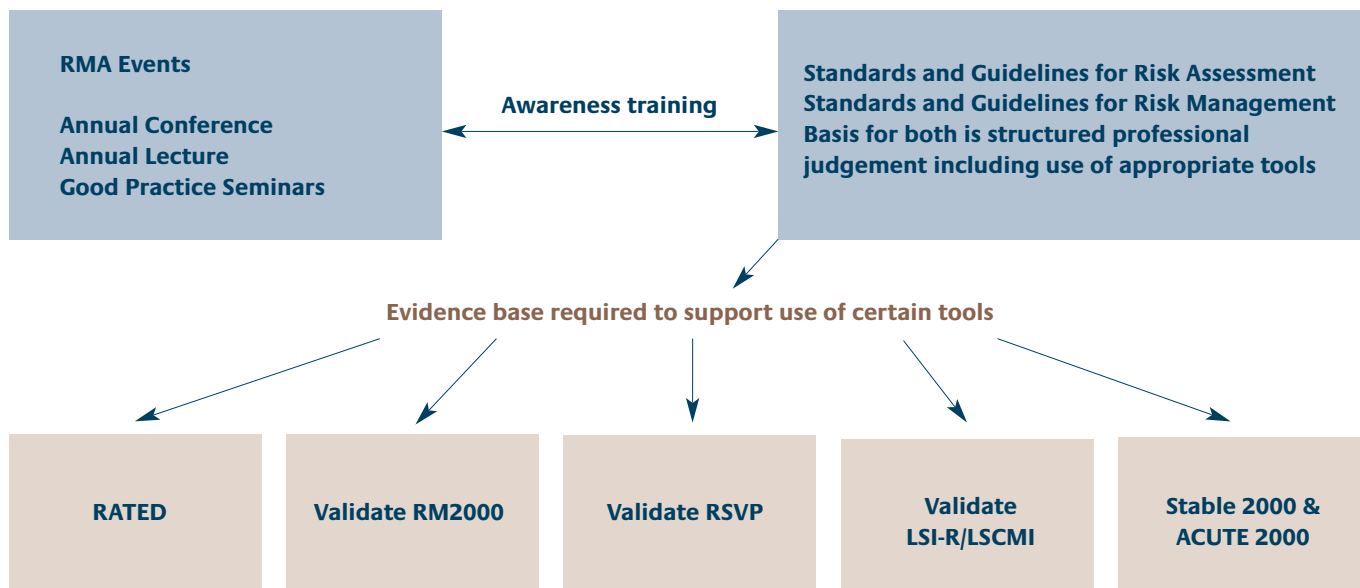 RMA Events
Annual Conference
Annual Lecture
Good Practice Seminars
Awareness training
Standards and Guidelines for Risk Assessment
Standards and Guidelines for Risk Management
Basis for both is structured professional
judgement including use of appropriate tools
Evidence base required to support use of certain tools
RATED
Validate RM2000
Validate RSVP
Validate
LSI-R/LSCMI
Stable 2000 &
ACUTE 2000